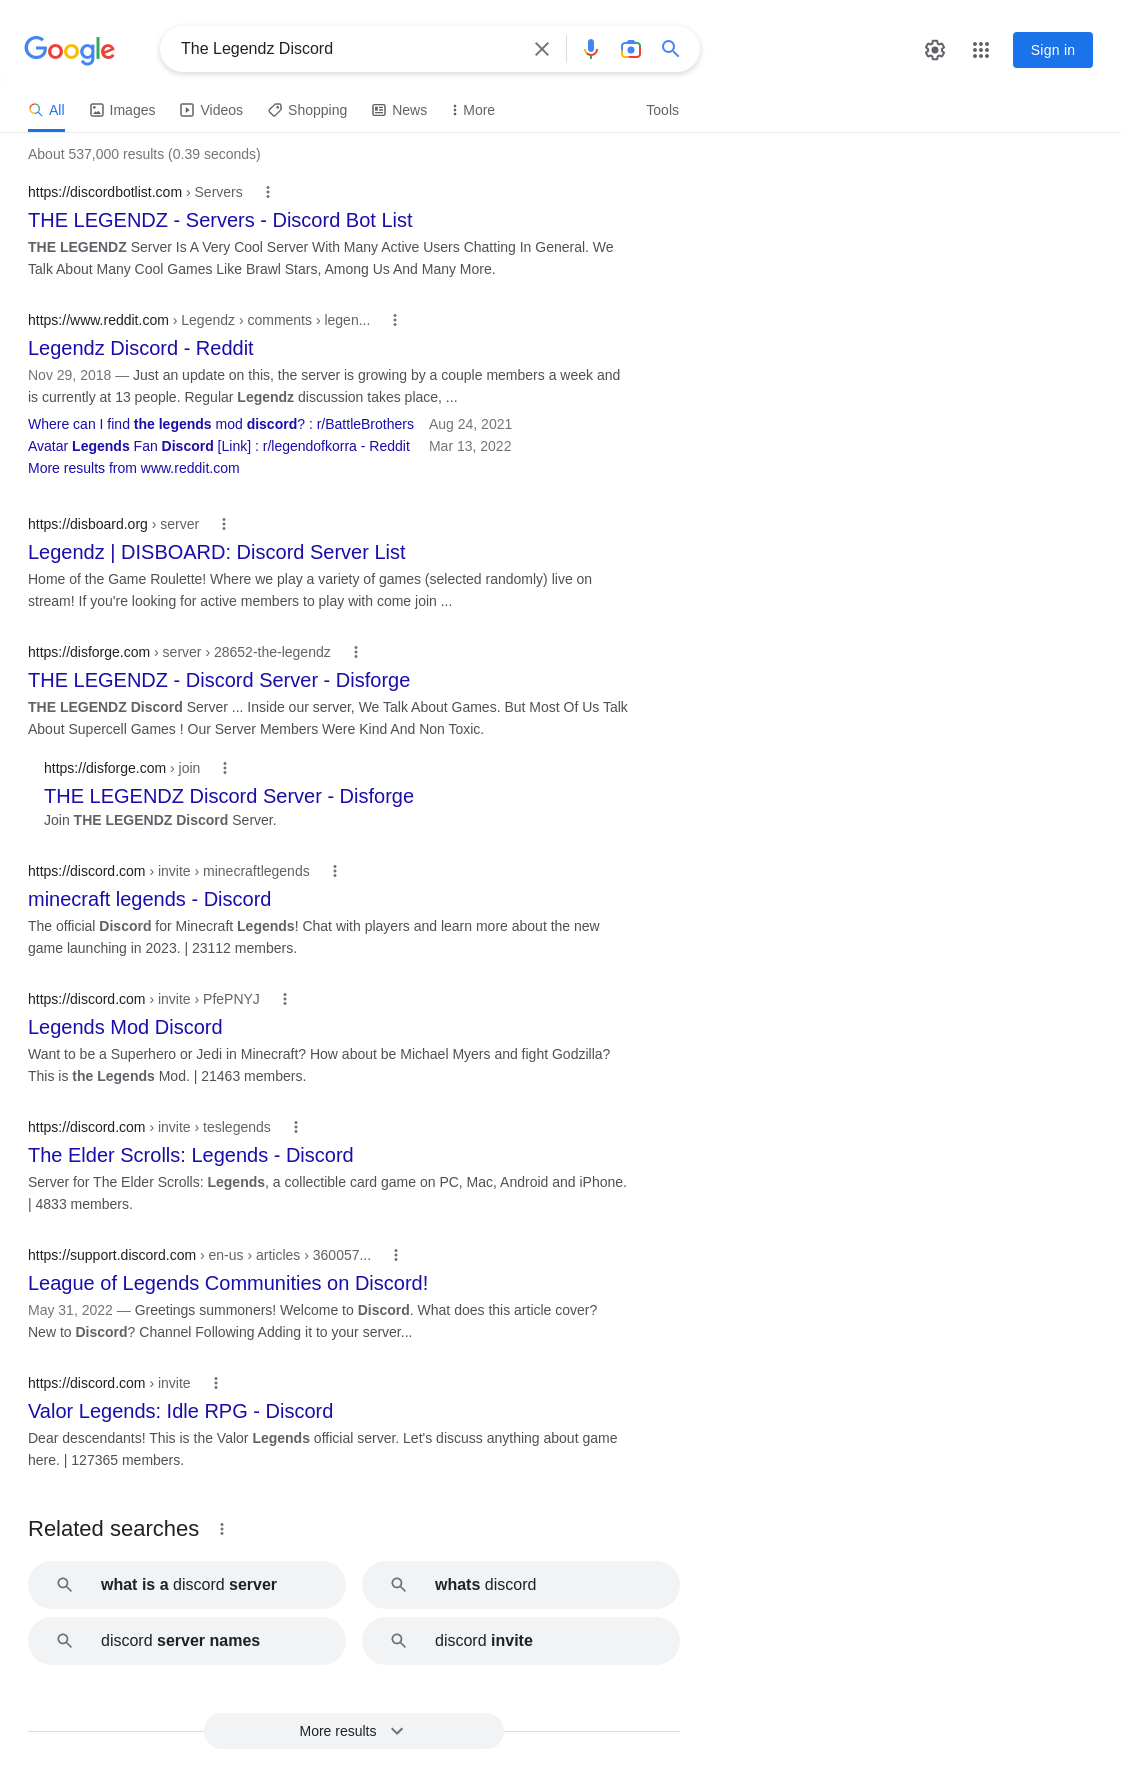 Google
The Legendz Discord
Sign in
All Images Videos Shopping News More Tools
About 537,000 results (0.39 seconds)
https://discordbotlist.com › Servers
THE LEGENDZ - Servers - Discord Bot List
THE LEGENDZ Server Is A Very Cool Server With Many Active Users Chatting In General. We
Talk About Many Cool Games Like Brawl Stars, Among Us And Many More.
https://www.reddit.com › Legendz › comments › legen...
Legendz Discord - Reddit
Nov 29, 2018 — Just an update on this, the server is growing by a couple members a week and
is currently at 13 people. Regular Legendz discussion takes place, ...
Where can I find the legends mod discord? : r/BattleBrothers Aug 24, 2021
Avatar Legends Fan Discord [Link] : r/legendofkorra - Reddit Mar 13, 2022
More results from www.reddit.com
https://disboard.org › server
Legendz | DISBOARD: Discord Server List
Home of the Game Roulette! Where we play a variety of games (selected randomly) live on
stream! If you're looking for active members to play with come join ...
https://disforge.com › server › 28652-the-legendz
THE LEGENDZ - Discord Server - Disforge
THE LEGENDZ Discord Server ... Inside our server, We Talk About Games. But Most Of Us Talk
About Supercell Games ! Our Server Members Were Kind And Non Toxic.
https://disforge.com › join
THE LEGENDZ Discord Server - Disforge
Join THE LEGENDZ Discord Server.
https://discord.com › invite › minecraftlegends
minecraft legends - Discord
The official Discord for Minecraft Legends! Chat with players and learn more about the new
game launching in 2023. | 23112 members.
https://discord.com › invite › PfePNYJ
Legends Mod Discord
Want to be a Superhero or Jedi in Minecraft? How about be Michael Myers and fight Godzilla?
This is the Legends Mod. | 21463 members.
https://discord.com › invite › teslegends
The Elder Scrolls: Legends - Discord
Server for The Elder Scrolls: Legends, a collectible card game on PC, Mac, Android and iPhone.
| 4833 members.
https://support.discord.com › en-us › articles › 360057...
League of Legends Communities on Discord!
May 31, 2022 — Greetings summoners! Welcome to Discord. What does this article cover?
New to Discord? Channel Following Adding it to your server...
https://discord.com › invite
Valor Legends: Idle RPG - Discord
Dear descendants! This is the Valor Legends official server. Let's discuss anything about game
here. | 127365 members.
Related searches
what is a discord server
whats discord
discord server names
discord invite
More results